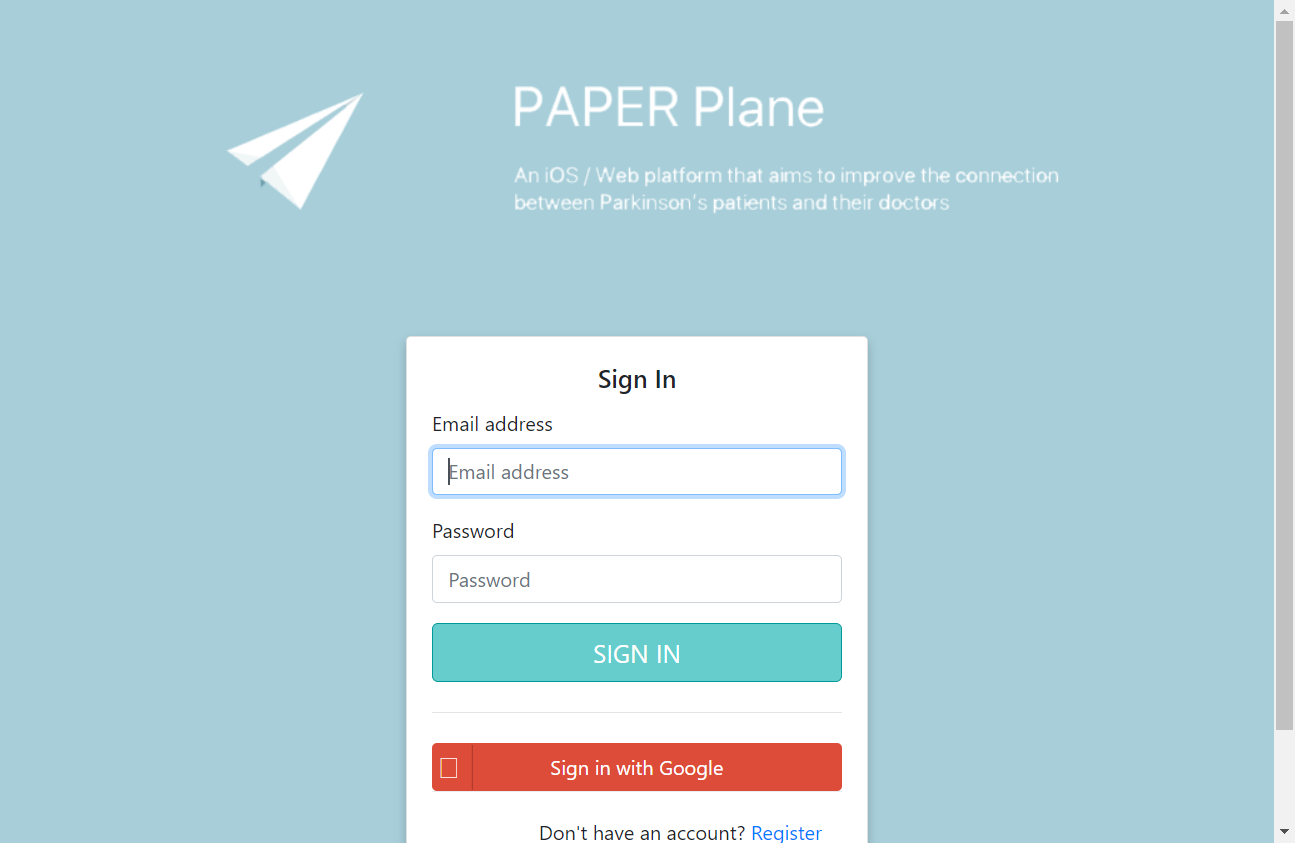 PAPER Plane
An iOS / Web platform that aims to improve the connection
between Parkinson's patients and their doctors
Sign In
Email address
Email address
Password
Password
SIGN IN
Sign in with Google
Don't have an account? Register